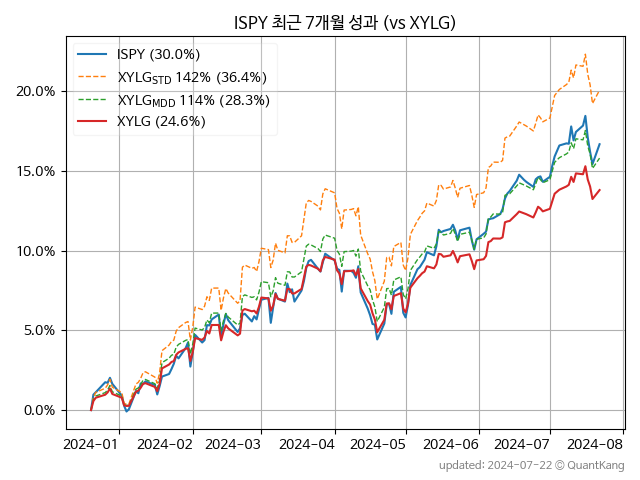 ISPY 최근 7개월 성과 (vs XYLG)
ISPY (30.0%)
XYLG_STD 142% (36.4%)
XYLG_MDD 114% (28.3%)
XYLG (24.6%)
20.0%
15.0%
10.0%
5.0%
0.0%
2024-01 2024-02 2024-03 2024-04 2024-05 2024-06 2024-07 2024-08
updated: 2024-07-22 © QuantKang